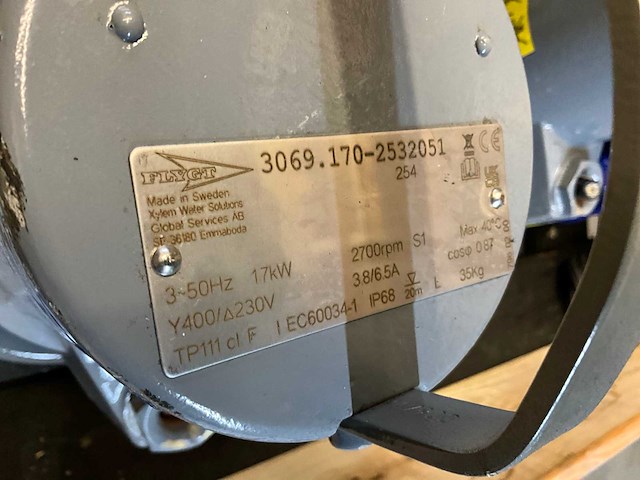 FLYGT 3069.170-2532051
254
Made in Sweden
Xylem Water Solutions
Global Services AB
SE 36180 Emmaboda
3~50Hz 1.7kW 2700rpm S1 Max 40°C
Y400/Δ230V 3.8/6.5A cosφ 0.87
TP111 cl F IEC60034-1 IP68 20m L 35Kg